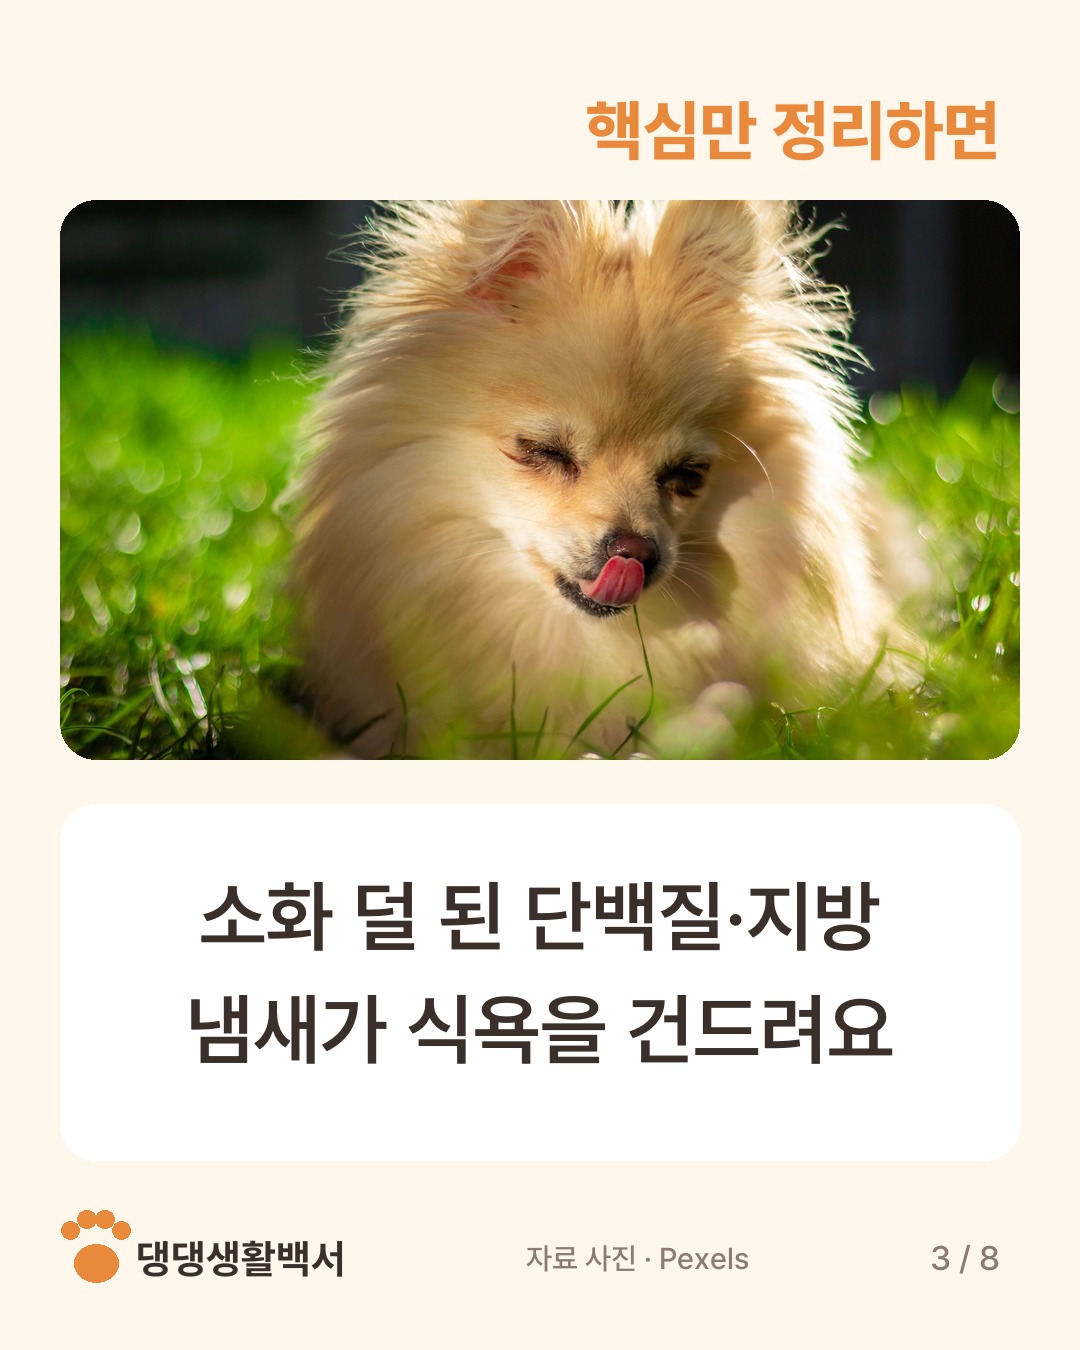 핵심만 정리하면
소화 덜 된 단백질·지방
냄새가 식욕을 건드려요
댕댕생활백서
자료 사진 · Pexels
3 / 8